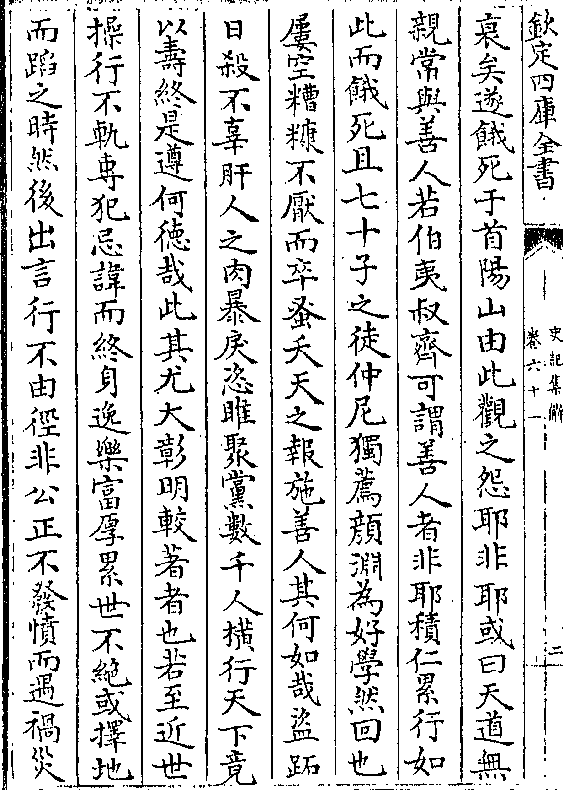 欽定四庫全書
史記集解
卷六十一
二
哀矣遂餓死于首陽山由此觀之怨耶非耶或曰天道無
親常與善人若伯夷叔齊可謂善人者非耶積仁累行如
此而餓死且七十子之徒仲尼獨薦顏淵為好學然回也
屢空糟糠不厭而卒蚤夭天之報施善人其何如哉盜跖
日殺不辜肝人之肉暴戾恣睢聚黨數千人橫行天下竟
以壽終是遵何德哉此其尤大彰明較著者也若至近世
操行不軌専犯忌諱而終身逸樂富厚累世不絕或擇地
而蹈之時然後出言行不由徑非公正不發憤而遇禍災